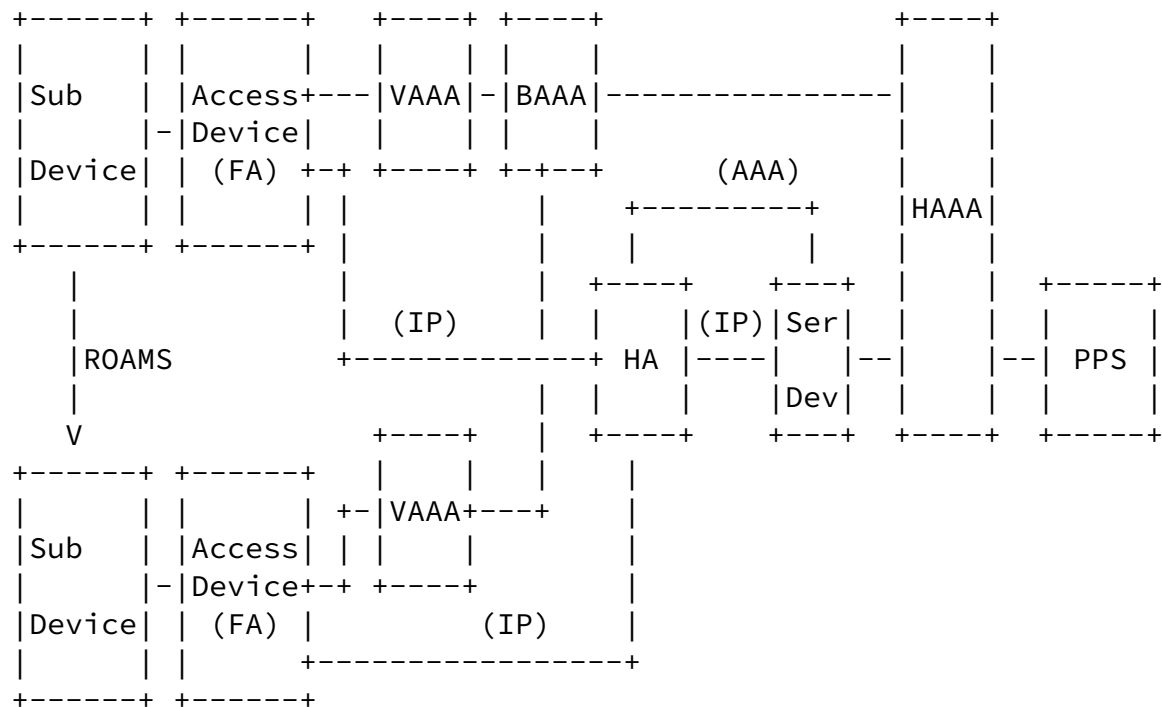 Sub Access VAAA BAAA
Device
Device (FA) (AAA)
HAAA
(IP) (IP) Ser
ROAMS HA PPS
Dev
V
VAAA
Sub Access
Device
Device (FA) (IP)